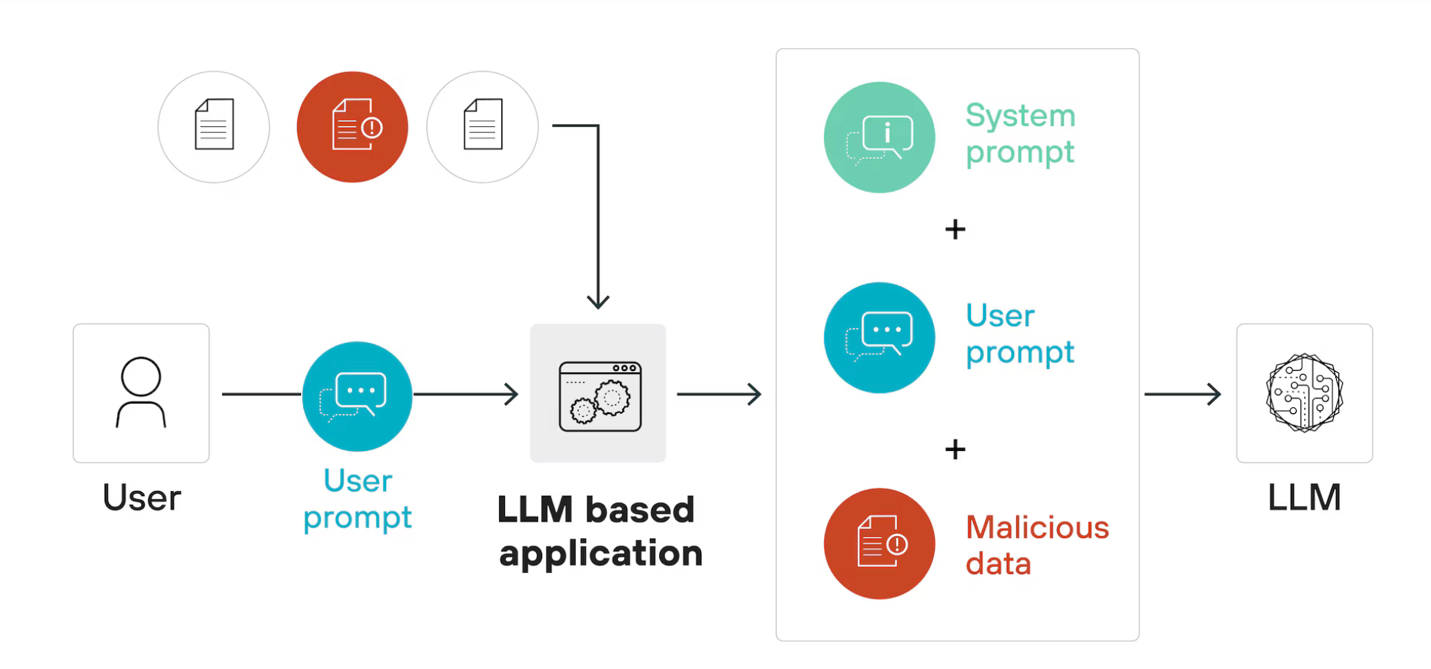 System
prompt
+
User
prompt
+
Malicious
data
User
User
prompt
LLM based
application
LLM